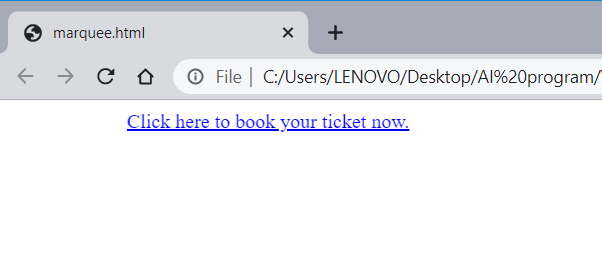 marquee.html
File | C:/Users/LENOVO/Desktop/AI%20program/
Click here to book your ticket now.